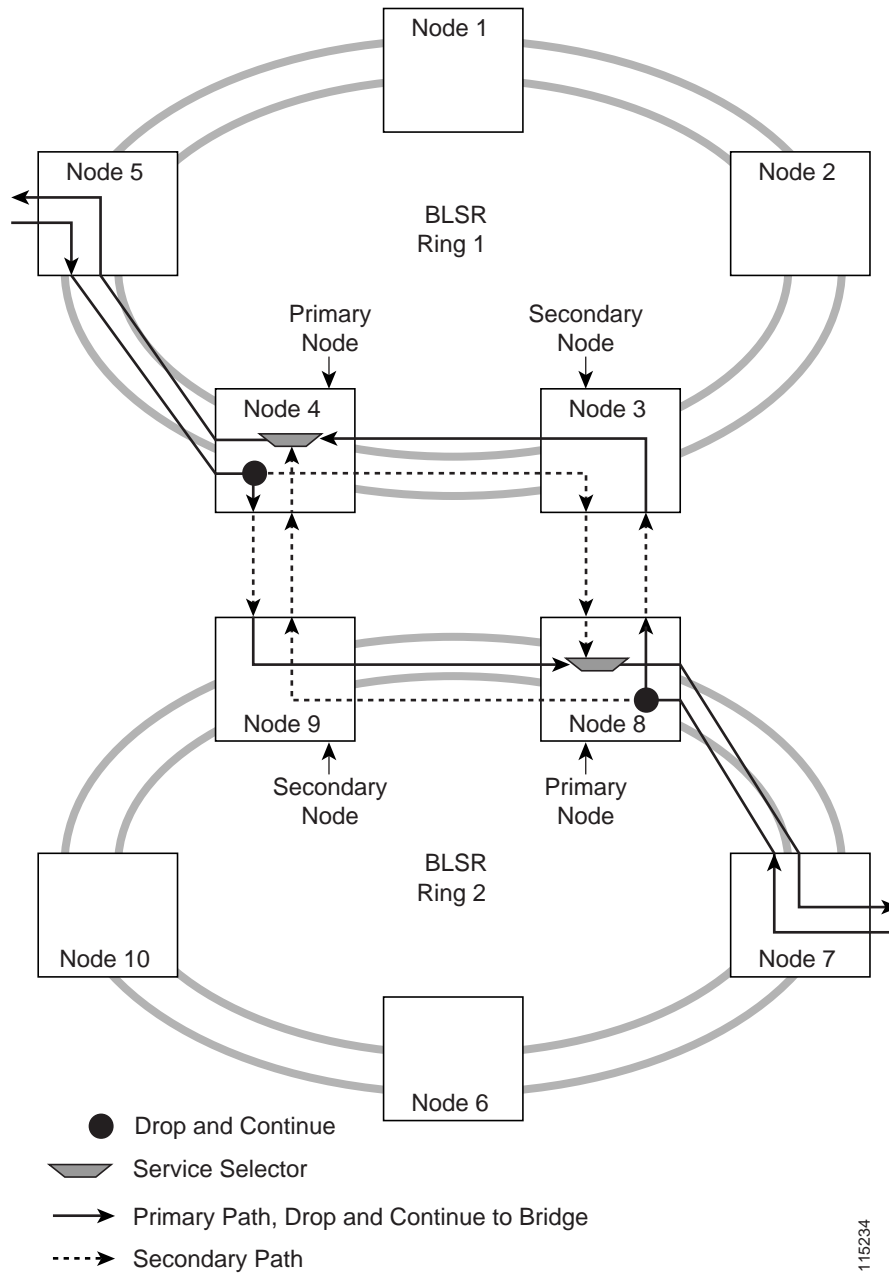 Node 1
Node 5
Node 2
BLSR
Ring 1
Primary
Node
Secondary
Node
Node 4
Node 3
Node 9
Node 8
Secondary
Node
Primary
Node
BLSR
Ring 2
Node 10
Node 7
Node 6
Drop and Continue
Service Selector
Primary Path, Drop and Continue to Bridge
Secondary Path
115234